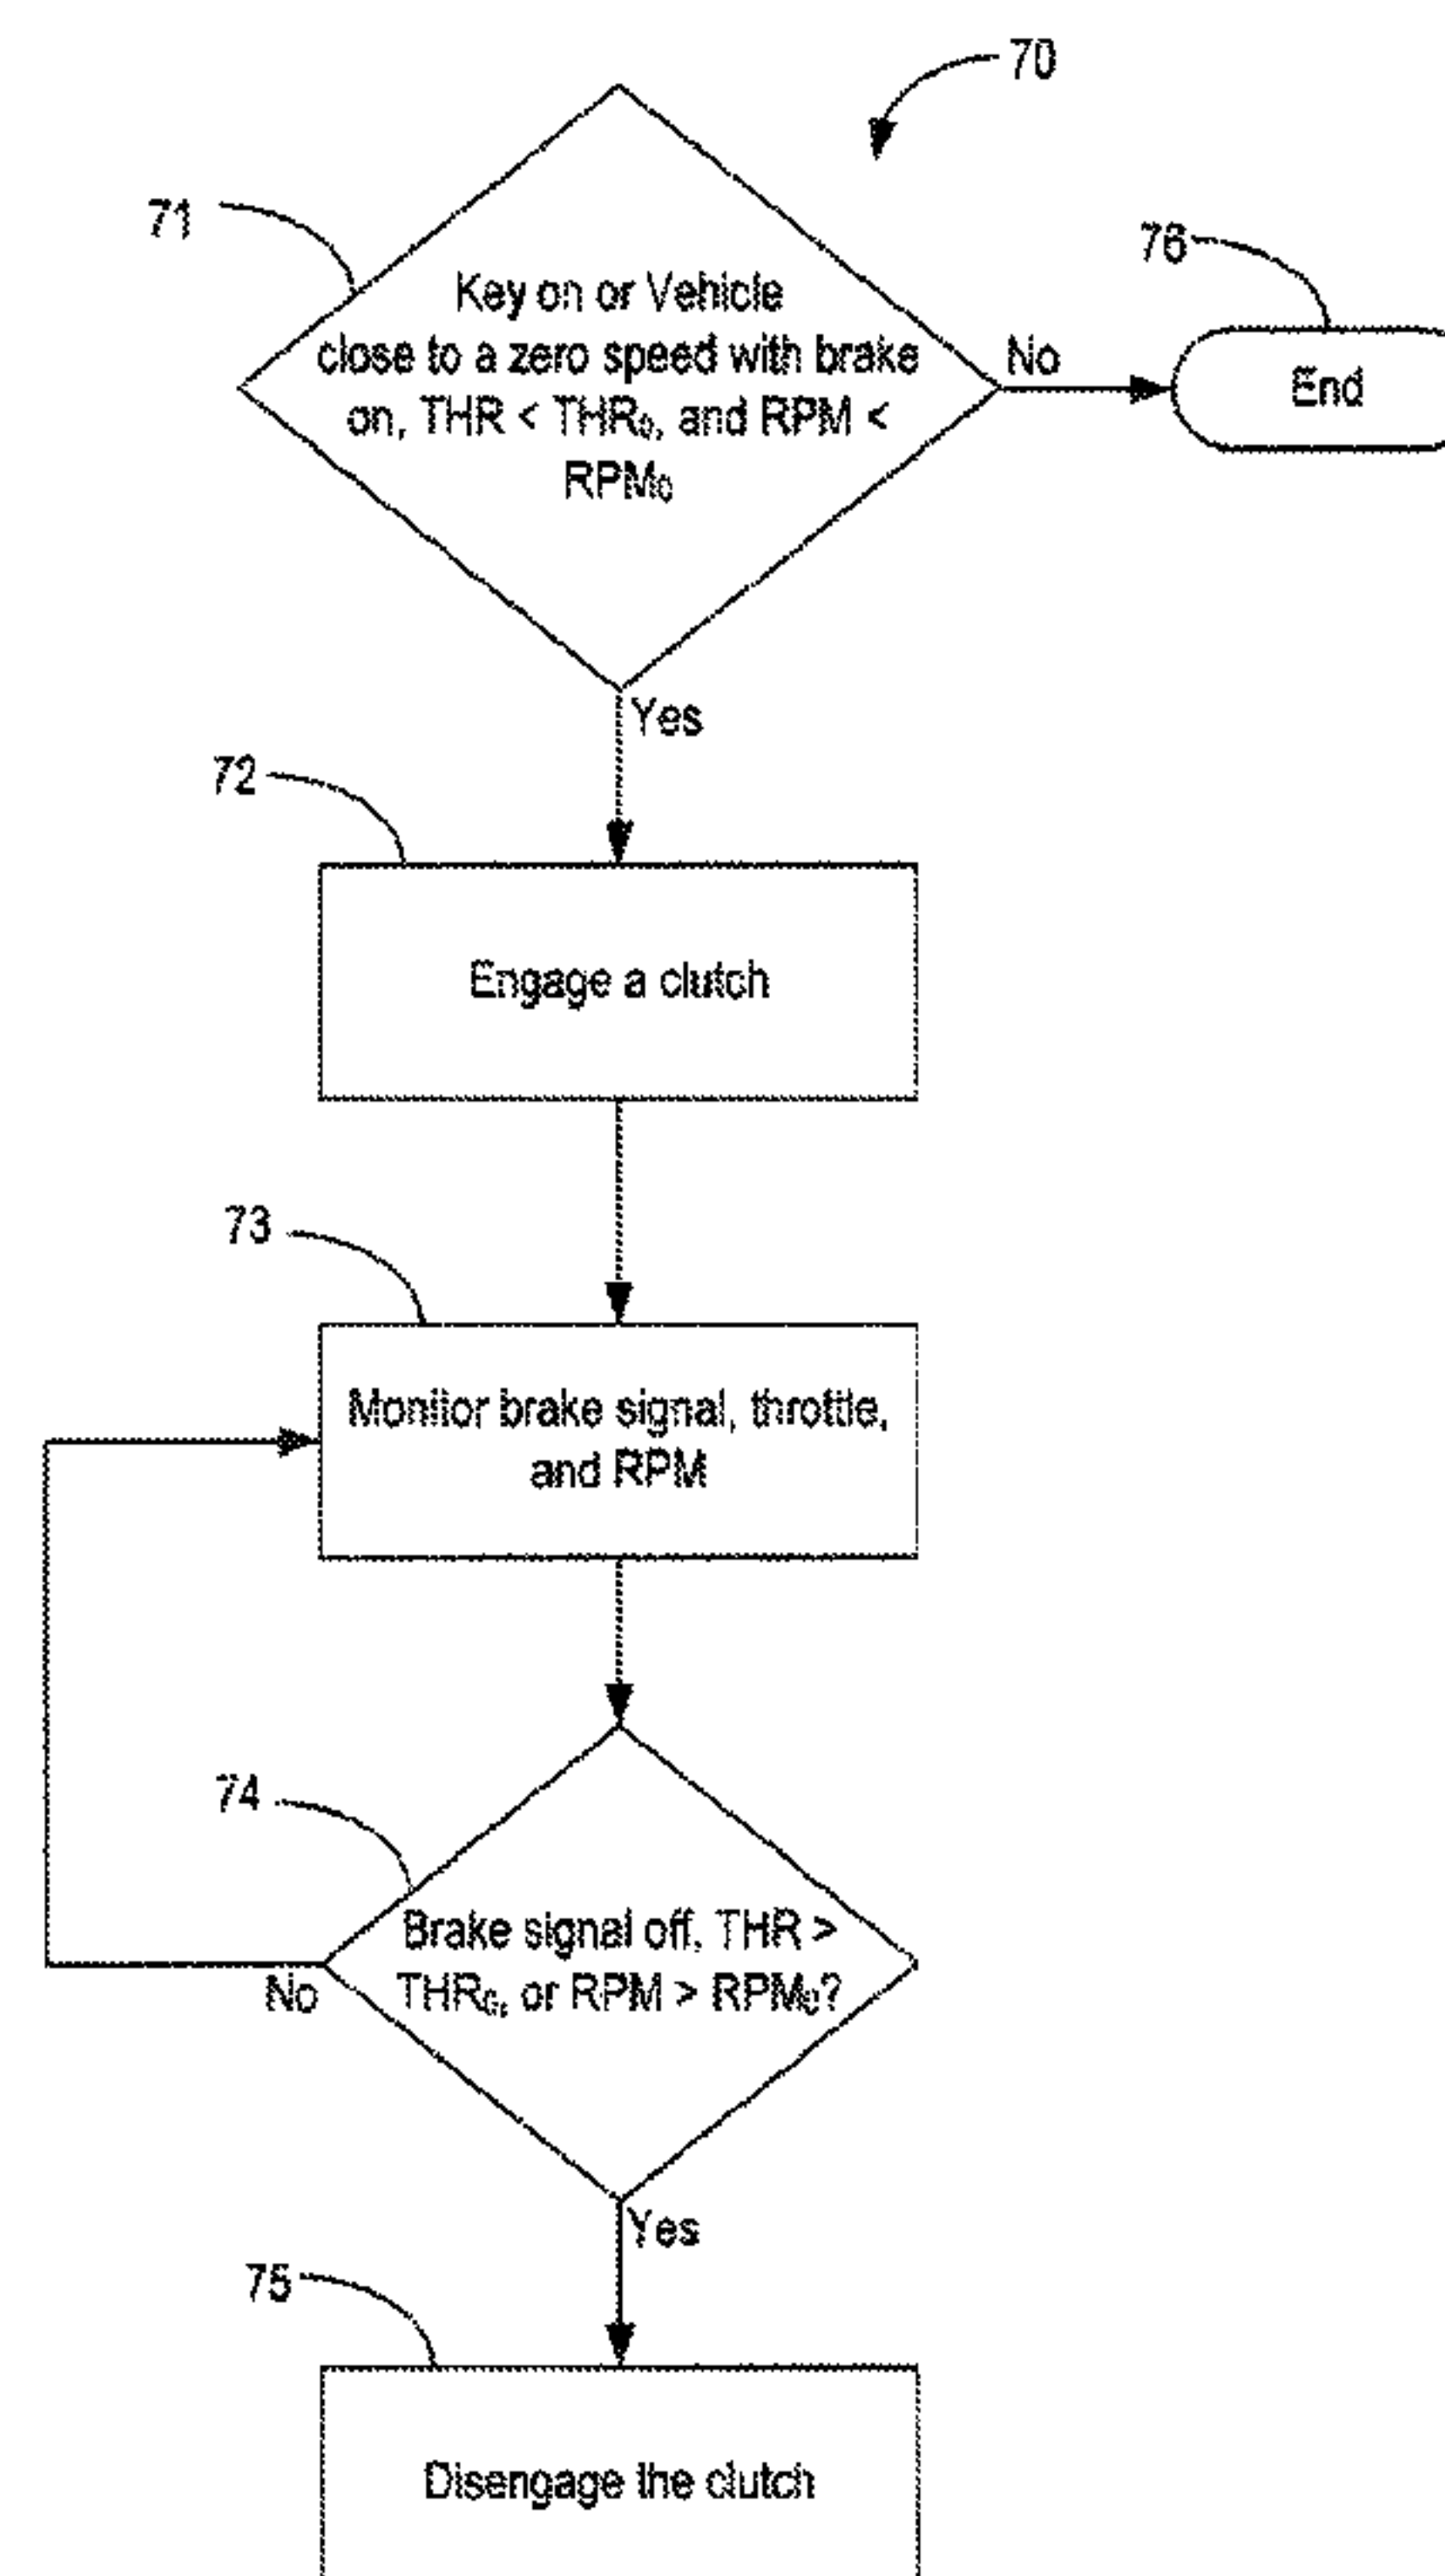 70
71
76
Key on or Vehicle
close to a zero speed with brake
No
End
on, THR < THR₀, and RPM <
RPM₀
Yes
72
Engage a clutch
73
Monitor brake signal, throttle,
and RPM
74
Brake signal off, THR >
THR₀, or RPM > RPM₀?
No
Yes
75
Disengage the clutch